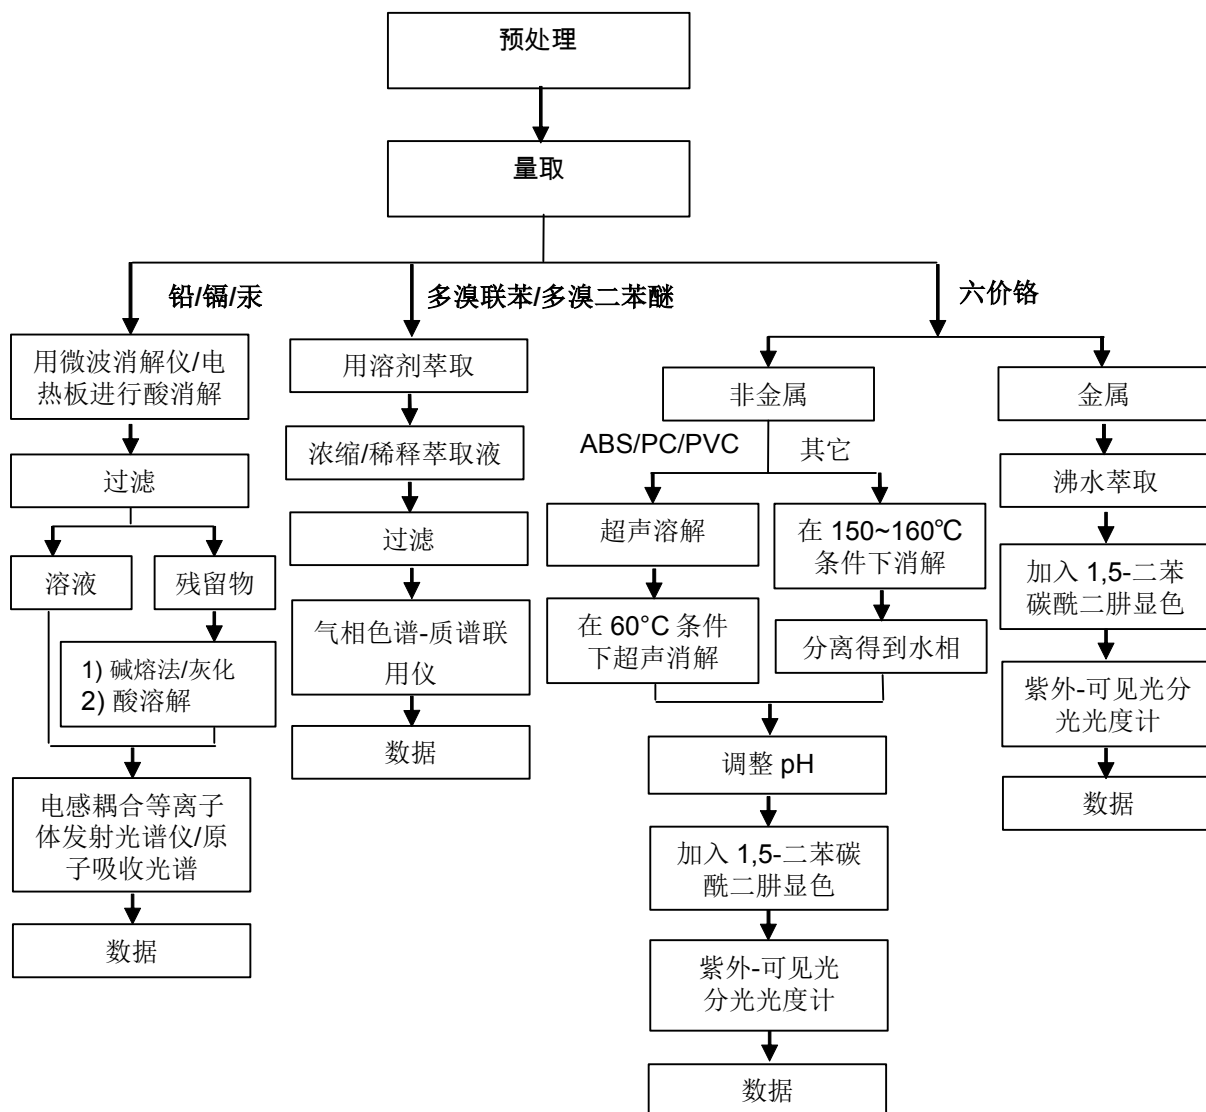 预处理
量取
铅/镉/汞
用微波消解仪/电
热板进行酸消解
过滤
溶液
残留物
1) 碱熔法/灰化
2) 酸溶解
电感耦合等离子
体发射光谱仪/原
子吸收光谱
数据
多溴联苯/多溴二苯醚
用溶剂萃取
浓缩/稀释萃取液
过滤
气相色谱-质谱联
用仪
数据
六价铬
非金属
ABS/PC/PVC
其它
超声溶解
在 60°C 条件
下超声消解
在 150~160℃
条件下消解
分离得到水相
调整 pH
加入 1,5-二苯碳
酰二肼显色
紫外-可见光
分光光度计
数据
金属
沸水萃取
加入 1,5-二苯
碳酰二肼显色
紫外-可见光分
光光度计
数据